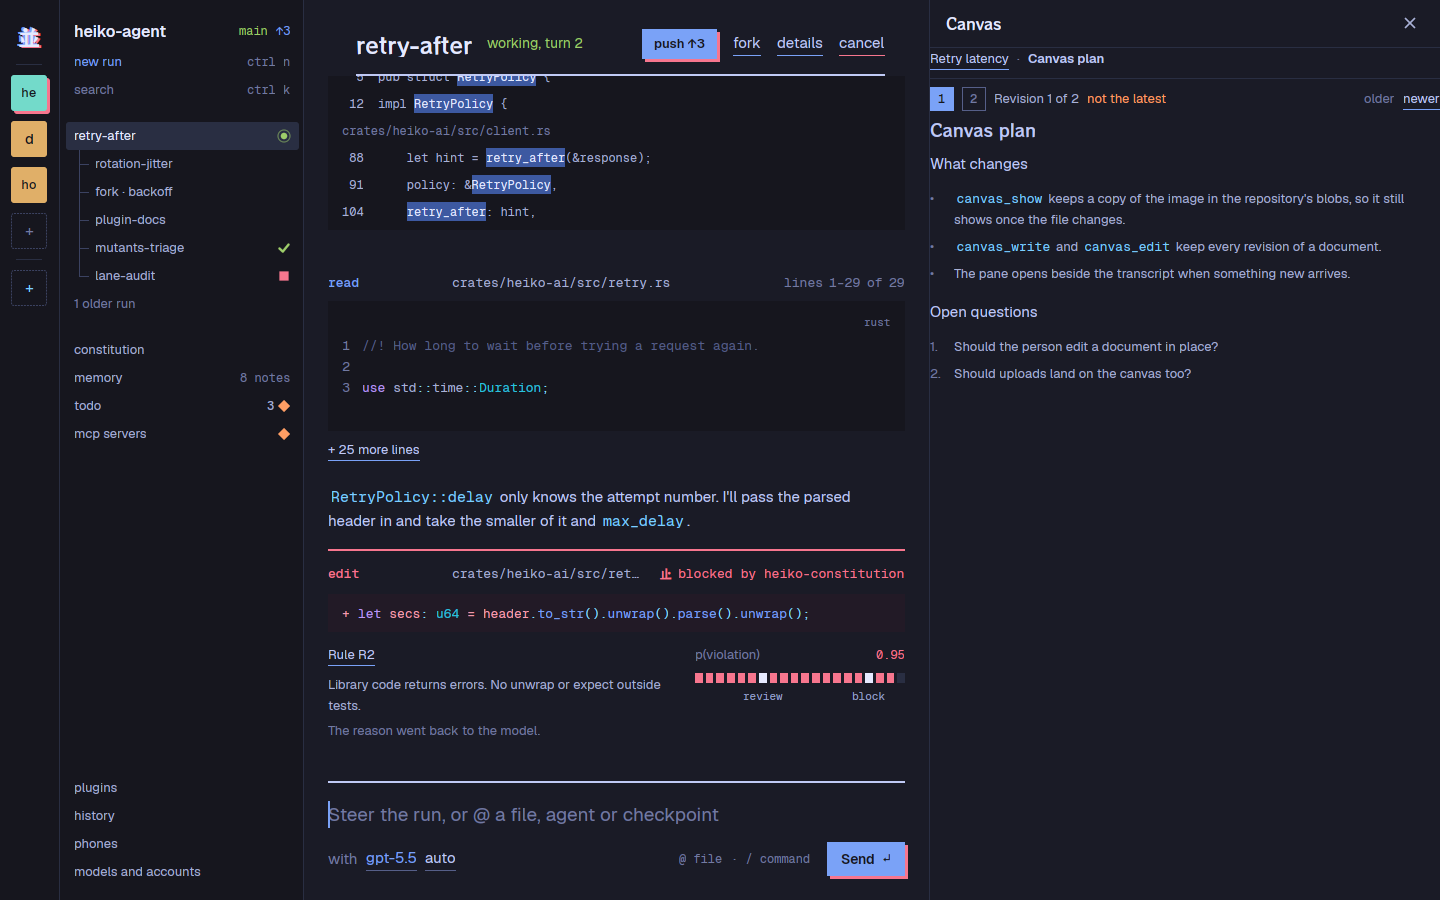 he
d
ho
+
+
heiko-agent
main ↑3
new run
ctrl n
search
ctrl k
retry-after
rotation-jitter
fork · backoff
plugin-docs
mutants-triage
lane-audit
1 older run
constitution
memory
8 notes
todo
3
mcp servers
plugins
history
phones
models and accounts
retry-after
working, turn 2
push ↑3
fork
details
cancel
pub struct RetryPolicy {
12 impl RetryPolicy {
crates/heiko-ai/src/client.rs
88 let hint = retry_after(&response);
91 policy: &RetryPolicy,
104 retry_after: hint,
read
crates/heiko-ai/src/retry.rs
lines 1–29 of 29
rust
1 //! How long to wait before trying a request again.
2
3 use std::time::Duration;
+ 25 more lines
RetryPolicy::delay only knows the attempt number. I'll pass the parsed
header in and take the smaller of it and max_delay.
edit
crates/heiko-ai/src/ret…
blocked by heiko-constitution
+ let secs: u64 = header.to_str().unwrap().parse().unwrap();
Rule R2
Library code returns errors. No unwrap or expect outside
tests.
The reason went back to the model.
p(violation)
0.95
review
block
Steer the run, or @ a file, agent or checkpoint
with gpt-5.5 auto
@ file · / command
Send ↵
Canvas
Retry latency · Canvas plan
1
2
Revision 1 of 2
not the latest
older
newer
Canvas plan
What changes
• canvas_show keeps a copy of the image in the repository's blobs, so it still
shows once the file changes.
• canvas_write and canvas_edit keep every revision of a document.
• The pane opens beside the transcript when something new arrives.
Open questions
1. Should the person edit a document in place?
2. Should uploads land on the canvas too?